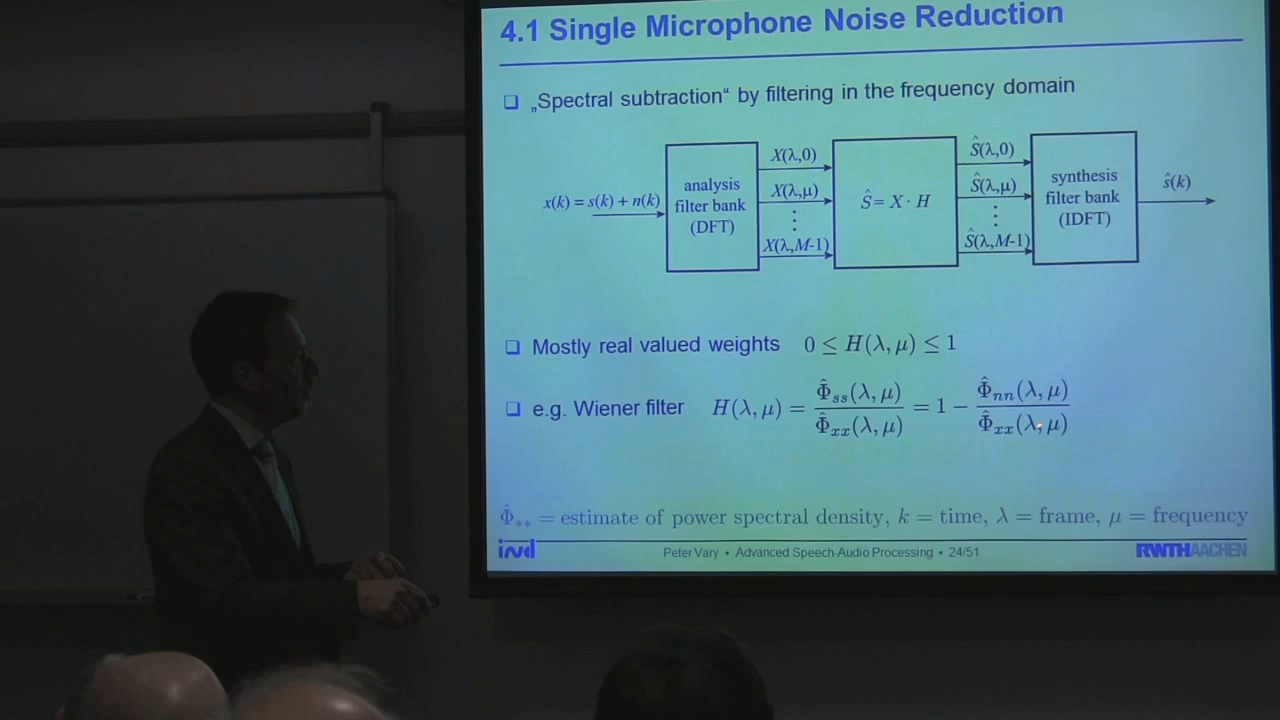 4.1 Single Microphone Noise Reduction
❑ „Spectral subtraction“ by filtering in the frequency domain
x(k) = s(k) + n(k)
analysis
filter bank
(DFT)
X(λ,0)
X(λ,μ)
⋮
X(λ,M-1)
Ŝ = X · H
Ŝ(λ,0)
Ŝ(λ,μ)
⋮
Ŝ(λ,M-1)
synthesis
filter bank
(IDFT)
ŝ(k)
❑ Mostly real valued weights 0 ≤ H(λ, μ) ≤ 1
❑ e.g. Wiener filter H(λ, μ) = Φ̂ss(λ, μ) / Φ̂xx(λ, μ) = 1 − Φ̂nn(λ, μ) / Φ̂xx(λ, μ)
Φ̂** = estimate of power spectral density, k = time, λ = frame, μ = frequency
ind Peter Vary • Advanced Speech-Audio Processing • 24/51 RWTHAACHEN